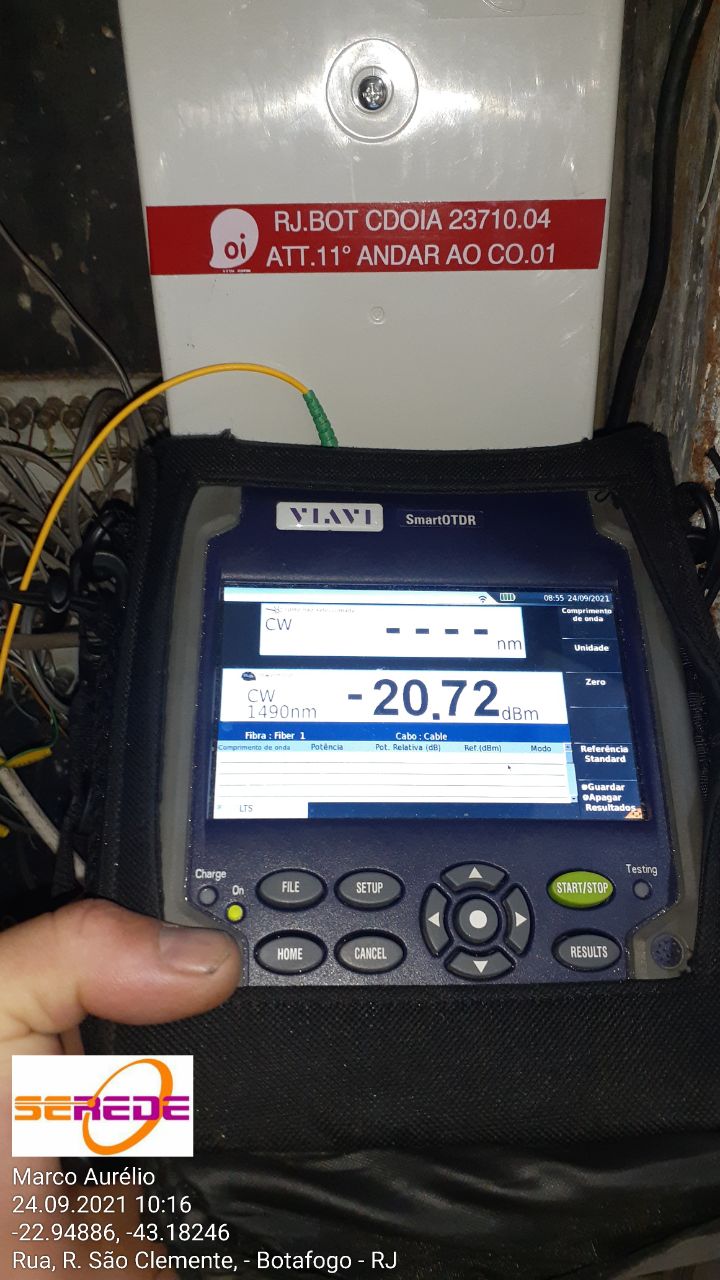 oi
RJ.BOT CDOIA 23710.04
ATT.11° ANDAR AO CO.01
VIAVI
SmartOTDR
08:55 24/09/2021
CW
- - - -
nm
Comprimento
de onda
Unidade
CW
1490nm
-20.72 dBm
Zero
Fibra : Fiber 1 Cabo : Cable
Comprimento de onda Potência Pot. Relativa (dB) Ref.(dBm) Modo
Referência
Standard
Guardar
Apagar
Resultados
LTS
Charge
On
FILE
SETUP
START/STOP
Testing
HOME
CANCEL
RESULTS
SEREDE
Marco Aurélio
24.09.2021 10:16
-22.94886, -43.18246
Rua, R. São Clemente, - Botafogo - RJ